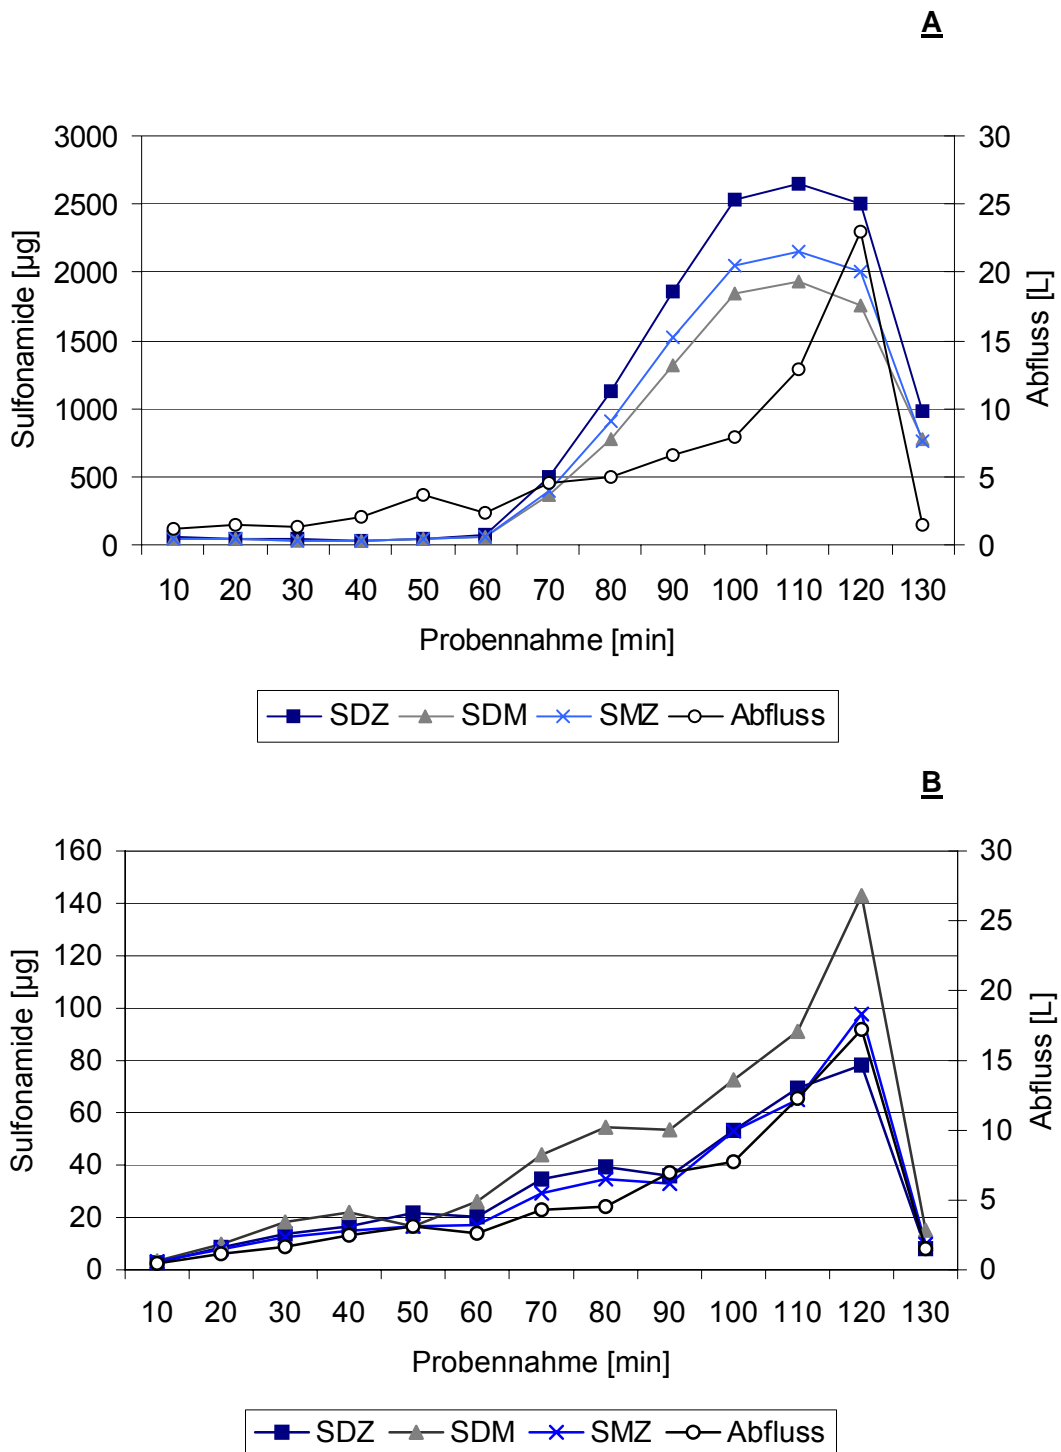 A
3000
2500
2000
1500
1000
500
0
Sulfonamide [µg]
30
25
20
15
10
5
0
Abfluss [L]
10 20 30 40 50 60 70 80 90 100 110 120 130
Probennahme [min]
SDZ SDM SMZ Abfluss
B
160
140
120
100
80
60
40
20
0
Sulfonamide [µg]
30
25
20
15
10
5
0
Abfluss [L]
10 20 30 40 50 60 70 80 90 100 110 120 130
Probennahme [min]
SDZ SDM SMZ Abfluss